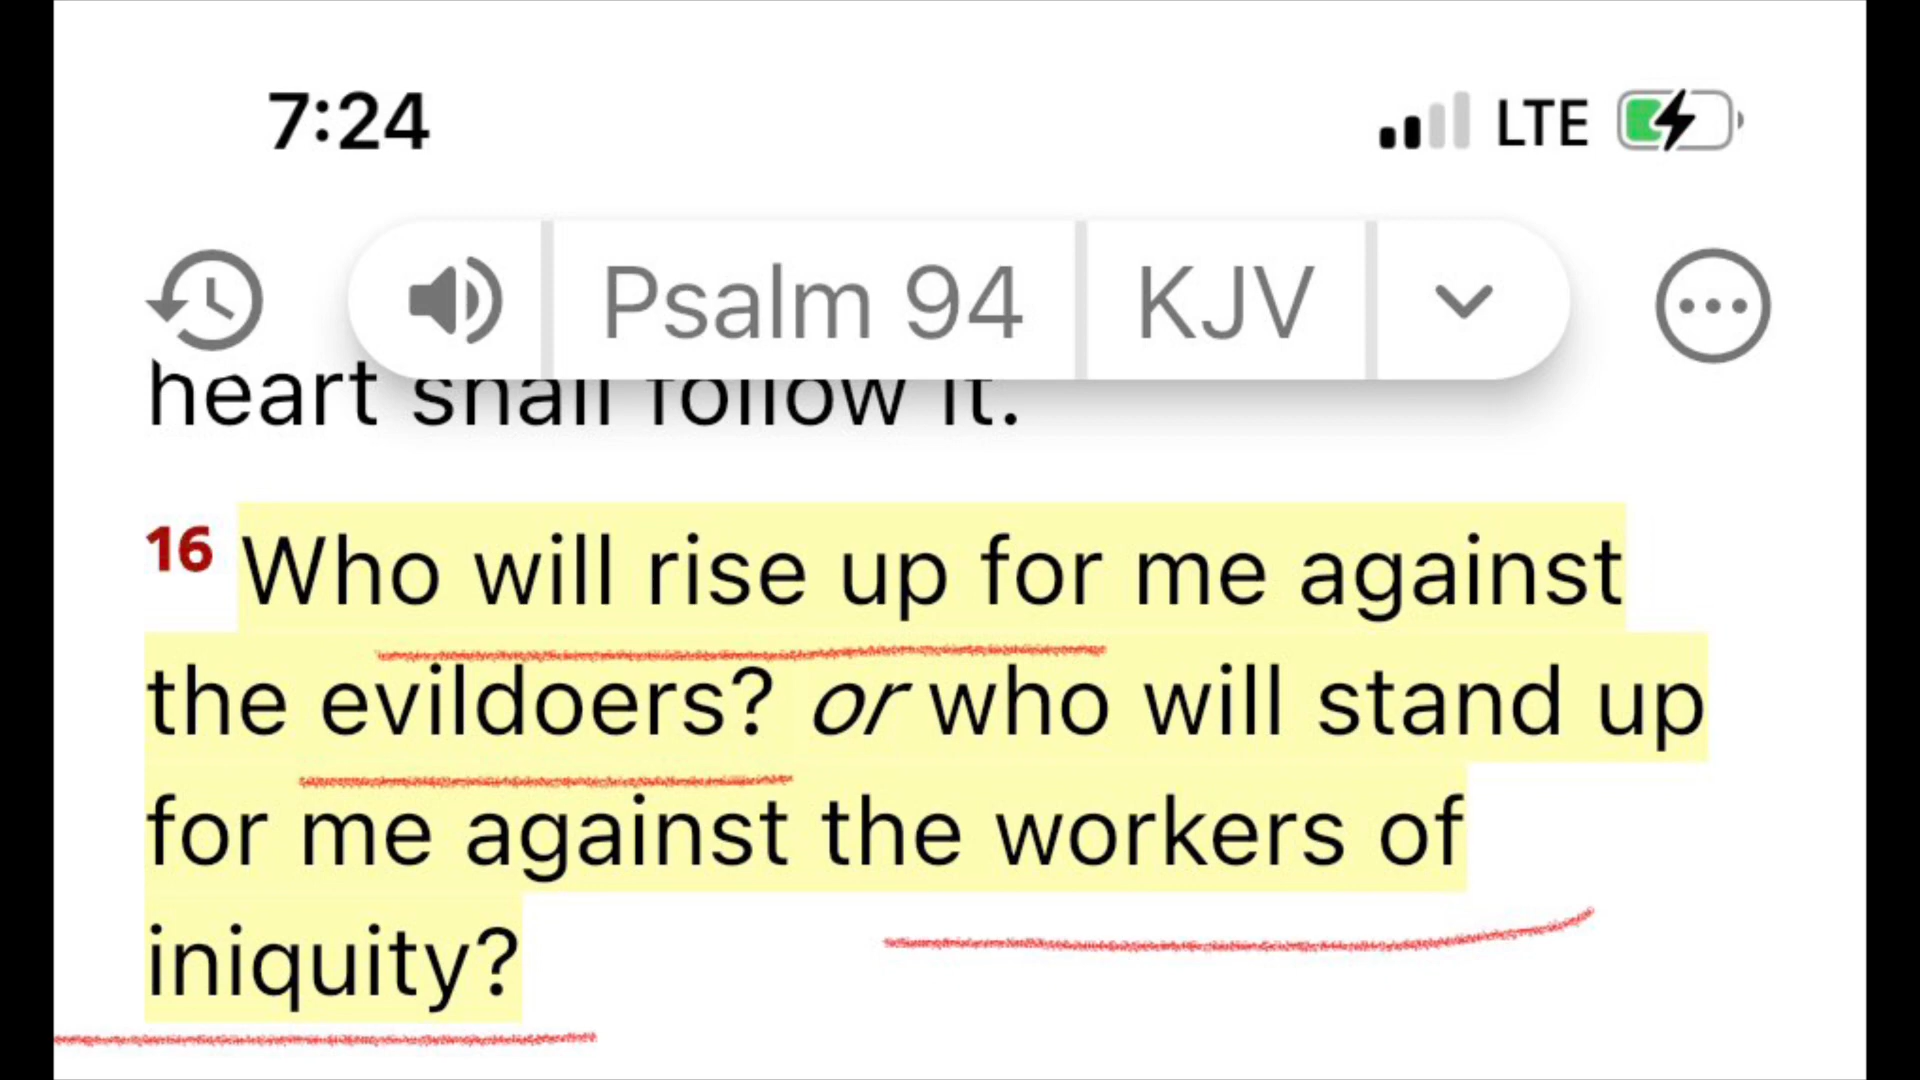 7:24 LTE
Psalm 94 KJV
heart shall follow it.
16 Who will rise up for me against
the evildoers? or who will stand up
for me against the workers of
iniquity?